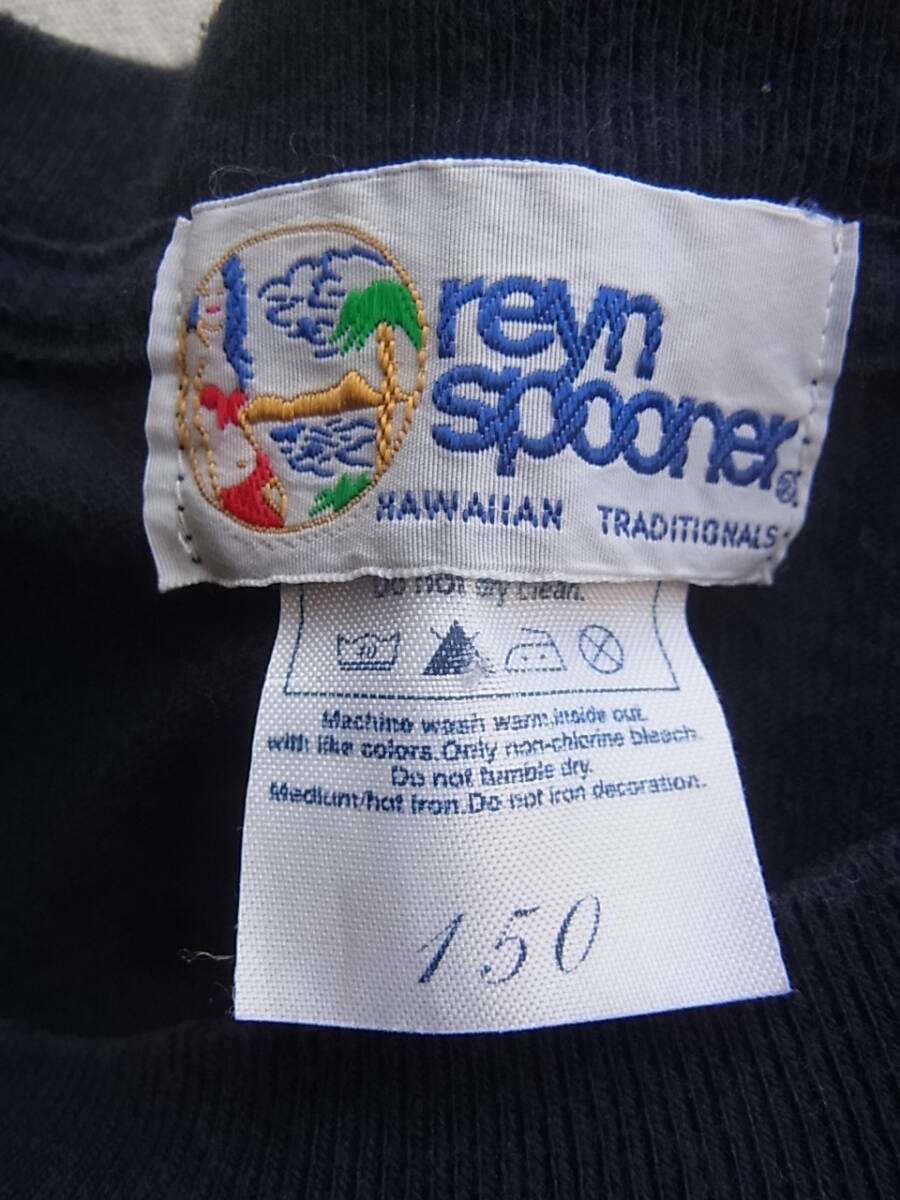 reyn
spooner®
HAWAIIAN TRADITIONALS
Do NOT dry clean.
Machine wash warm,inside out.
with like colors.Only non-chlorine bleach.
Do not tumble dry.
Medium/hot iron.Do not iron decoration.
150